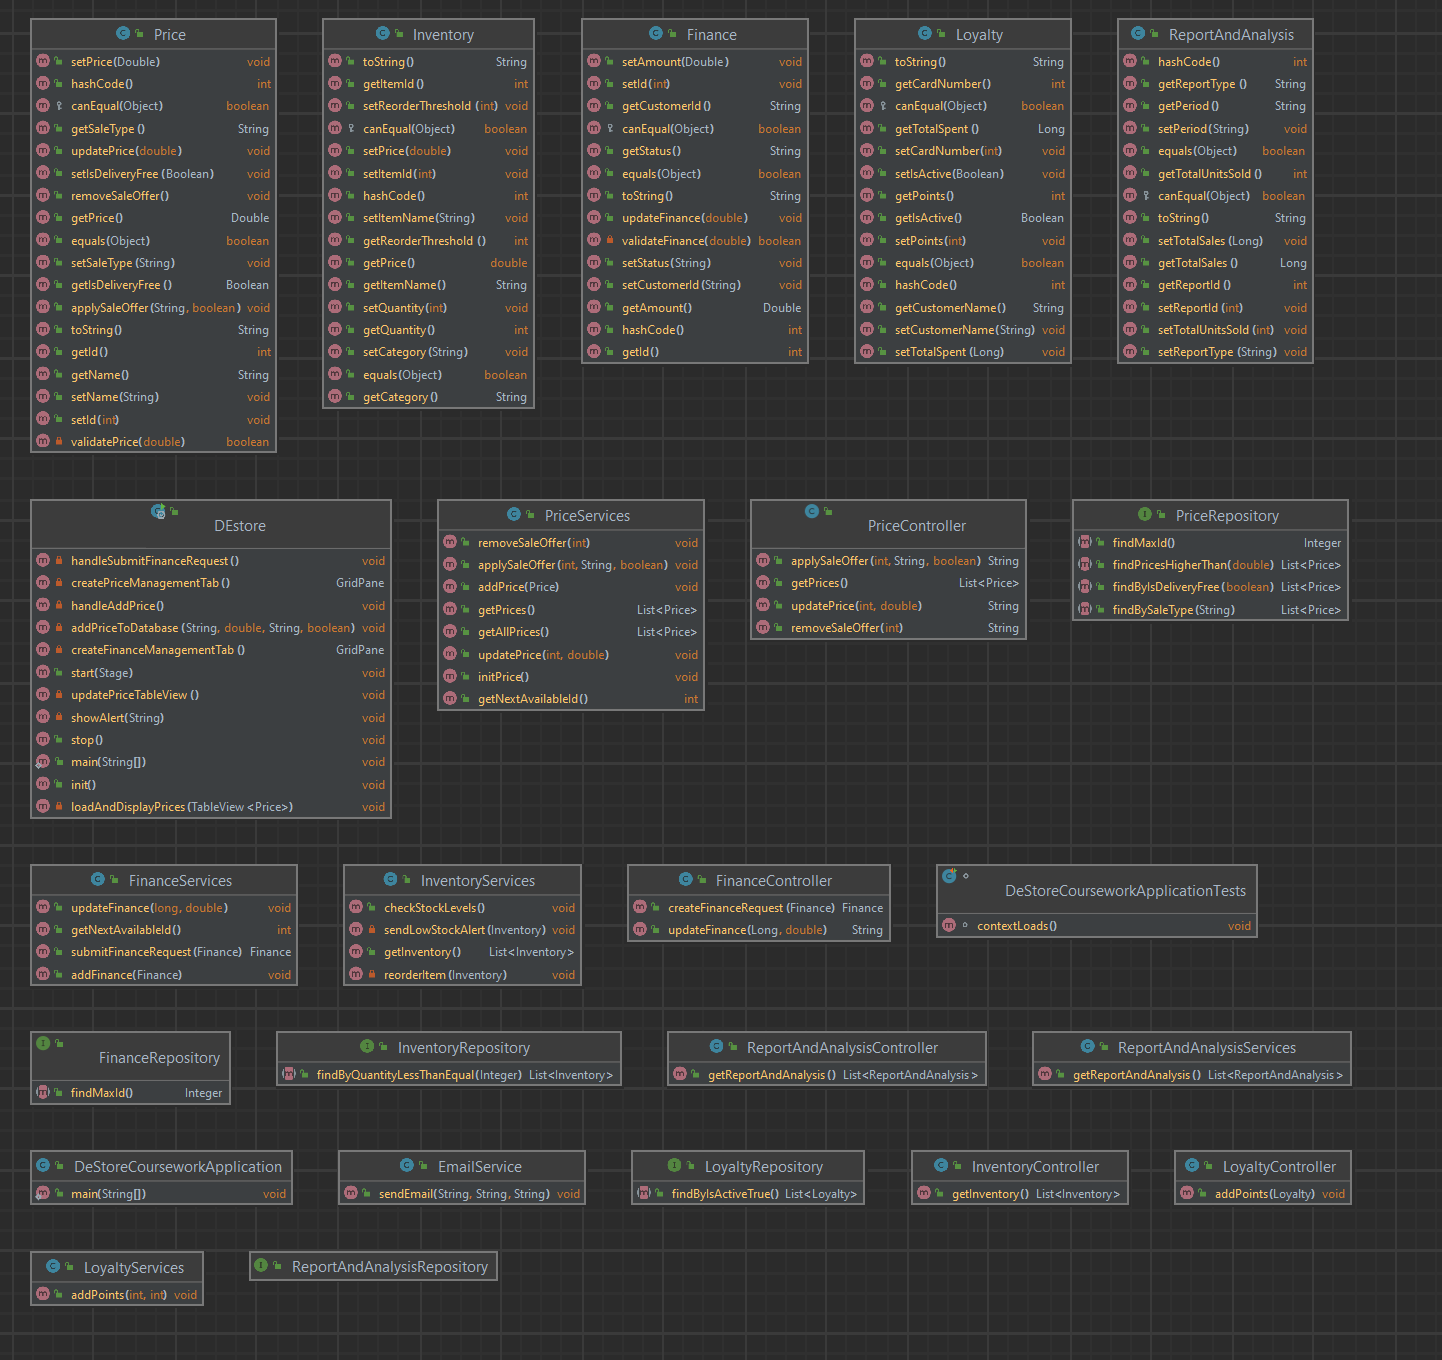 Price
setPrice(Double) void
hashCode() int
canEqual(Object) boolean
getSaleType() String
updatePrice(double) void
setIsDeliveryFree(Boolean) void
removeSaleOffer() void
getPrice() Double
equals(Object) boolean
setSaleType(String) void
getIsDeliveryFree() Boolean
applySaleOffer(String, boolean) void
toString() String
getId() int
getName() String
setName(String) void
setId(int) void
validatePrice(double) boolean
Inventory
toString() String
getItemId() int
setReorderThreshold(int) void
canEqual(Object) boolean
setPrice(double) void
setItemId(int) void
hashCode() int
setItemName(String) void
getReorderThreshold() int
getPrice() double
getItemName() String
setQuantity(int) void
getQuantity() int
setCategory(String) void
equals(Object) boolean
getCategory() String
Finance
setAmount(Double) void
setId(int) void
getCustomerId() String
canEqual(Object) boolean
getStatus() String
equals(Object) boolean
toString() String
updateFinance(double) void
validateFinance(double) boolean
setStatus(String) void
setCustomerId(String) void
getAmount() Double
hashCode() int
getId() int
Loyalty
toString() String
getCardNumber() int
canEqual(Object) boolean
getTotalSpent() Long
setCardNumber(int) void
setIsActive(Boolean) void
getPoints() int
getIsActive() Boolean
setPoints(int) void
equals(Object) boolean
hashCode() int
getCustomerName() String
setCustomerName(String) void
setTotalSpent(Long) void
ReportAndAnalysis
hashCode() int
getReportType() String
getPeriod() String
setPeriod(String) void
equals(Object) boolean
getTotalUnitsSold() int
canEqual(Object) boolean
toString() String
setTotalSales(Long) void
getTotalSales() Long
getReportId() int
setReportId(int) void
setTotalUnitsSold(int) void
setReportType(String) void
DEstore
handleSubmitFinanceRequest() void
createPriceManagementTab() GridPane
handleAddPrice() void
addPriceToDatabase(String, double, String, boolean) void
createFinanceManagementTab() GridPane
start(Stage) void
updatePriceTableView() void
showAlert(String) void
stop() void
main(String[]) void
init() void
loadAndDisplayPrices(TableView<Price>) void
PriceServices
removeSaleOffer(int) void
applySaleOffer(int, String, boolean) void
addPrice(Price) void
getPrices() List<Price>
getAllPrices() List<Price>
updatePrice(int, double) void
initPrice() void
getNextAvailableId() int
PriceController
applySaleOffer(int, String, boolean) String
getPrices() List<Price>
updatePrice(int, double) String
removeSaleOffer(int) String
PriceRepository
findMaxId() Integer
findPricesHigherThan(double) List<Price>
findByIsDeliveryFree(boolean) List<Price>
findBySaleType(String) List<Price>
FinanceServices
updateFinance(long, double) void
getNextAvailableId() int
submitFinanceRequest(Finance) Finance
addFinance(Finance) void
InventoryServices
checkStockLevels() void
sendLowStockAlert(Inventory) void
getInventory() List<Inventory>
reorderItem(Inventory) void
FinanceController
createFinanceRequest(Finance) Finance
updateFinance(Long, double) String
DeStoreCourseworkApplicationTests
contextLoads() void
FinanceRepository
findMaxId() Integer
InventoryRepository
findByQuantityLessThanEqual(Integer) List<Inventory>
ReportAndAnalysisController
getReportAndAnalysis() List<ReportAndAnalysis>
ReportAndAnalysisServices
getReportAndAnalysis() List<ReportAndAnalysis>
DeStoreCourseworkApplication
main(String[]) void
EmailService
sendEmail(String, String, String) void
LoyaltyRepository
findByIsActiveTrue() List<Loyalty>
InventoryController
getInventory() List<Inventory>
LoyaltyController
addPoints(Loyalty) void
LoyaltyServices
addPoints(int, int) void
ReportAndAnalysisRepository